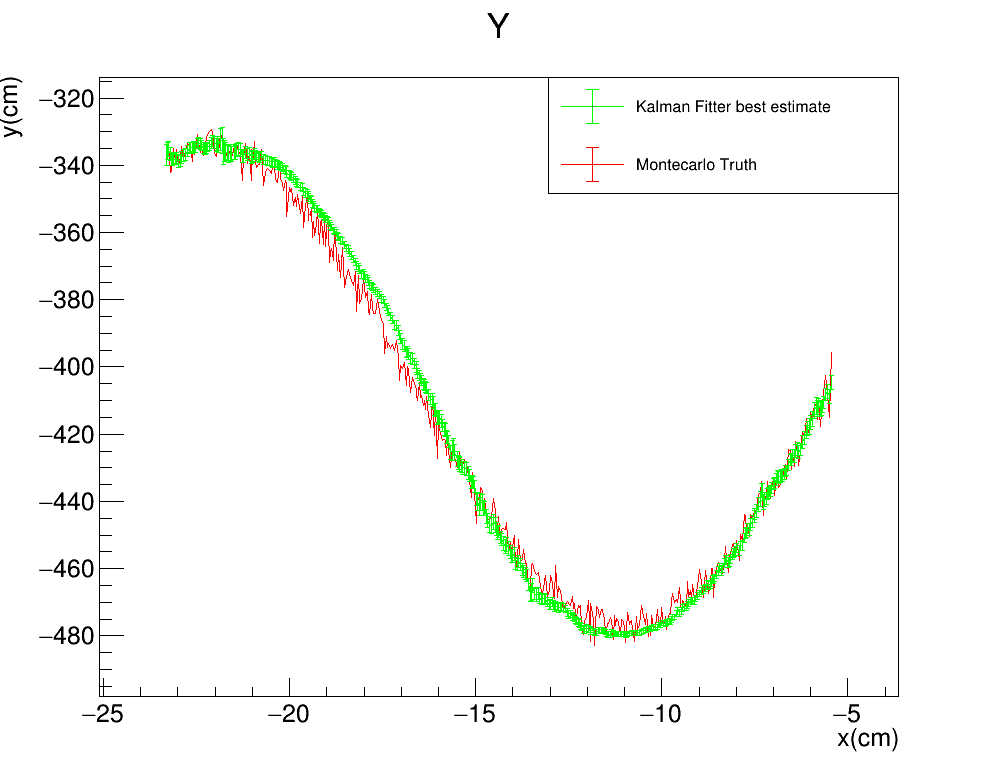 Y
y(cm)
−320
−340
−360
−380
−400
−420
−440
−460
−480
Kalman Fitter best estimate
Montecarlo Truth
−25 −20 −15 −10 −5
x(cm)